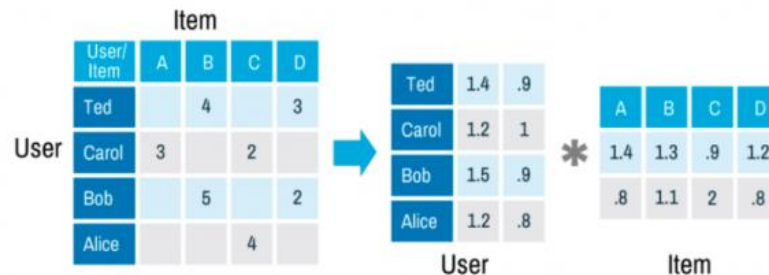 Item
User/
Item A B C D
Ted 4 3
User Carol 3 2
Bob 5 2
Alice 4
Ted 1.4 .9
Carol 1.2 1
Bob 1.5 .9
Alice 1.2 .8
User
*
A B C D
1.4 1.3 .9 1.2
.8 1.1 2 .8
Item